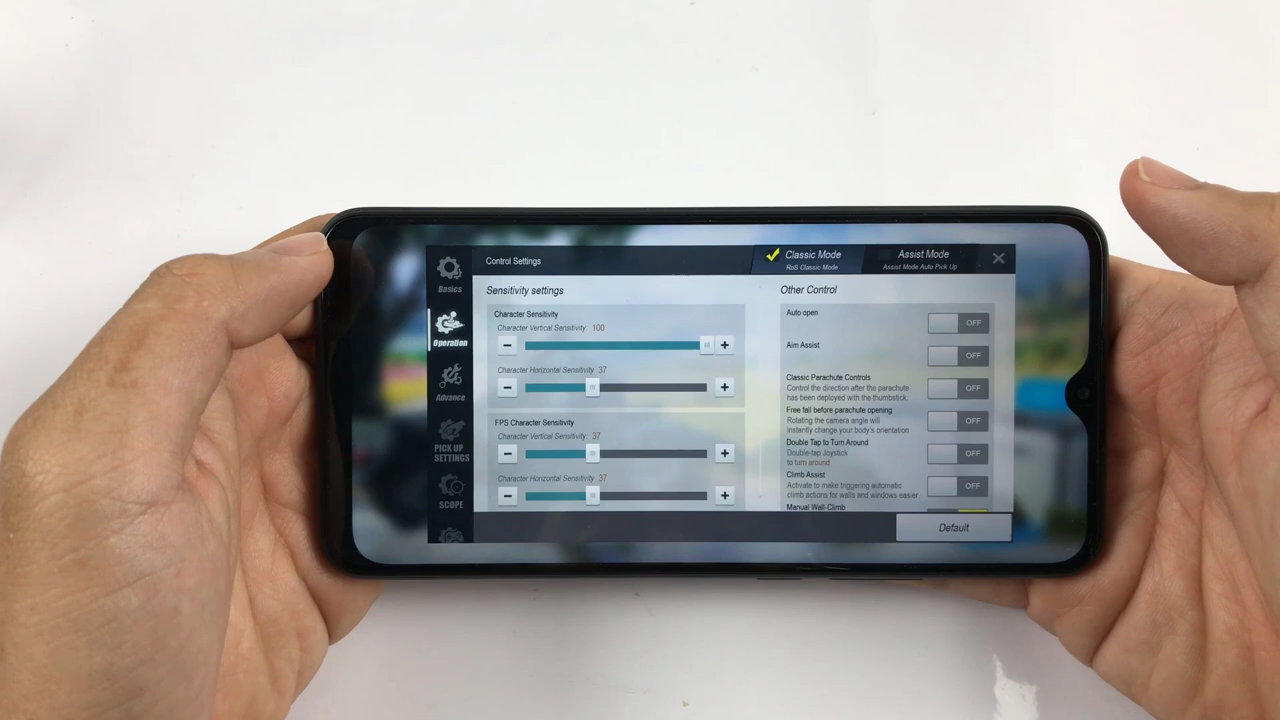 Control Settings
Classic Mode
RoS Classic Mode
Assist Mode
Assist Mode Auto Pick Up
Basics
Operation
Advance
PICK UP
SETTINGS
SCOPE
Sensitivity settings
Character Sensitivity
Character Vertical Sensitivity: 100
Character Horizontal Sensitivity: 37
FPS Character Sensitivity
Character Vertical Sensitivity: 37
Character Horizontal Sensitivity: 37
Other Control
Auto open
OFF
Aim Assist
OFF
Classic Parachute Controls
Control the direction after the parachute
has been deployed with the thumbstick.
OFF
Free fall before parachute opening
Rotating the camera angle will
instantly change your body's orientation
OFF
Double Tap to Turn Around
Double-tap Joystick
to turn around
OFF
Climb Assist
Activate to make triggering automatic
climb actions for walls and windows easier.
OFF
Manual Wall-Climb
Default